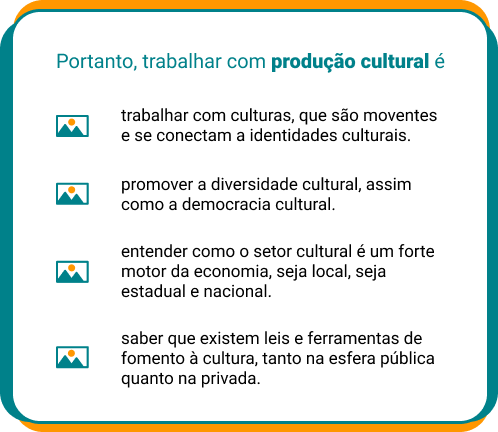 Portanto, trabalhar com produção cultural é
trabalhar com culturas, que são moventes
e se conectam a identidades culturais.
promover a diversidade cultural, assim
como a democracia cultural.
entender como o setor cultural é um forte
motor da economia, seja local, seja
estadual e nacional.
saber que existem leis e ferramentas de
fomento à cultura, tanto na esfera pública
quanto na privada.